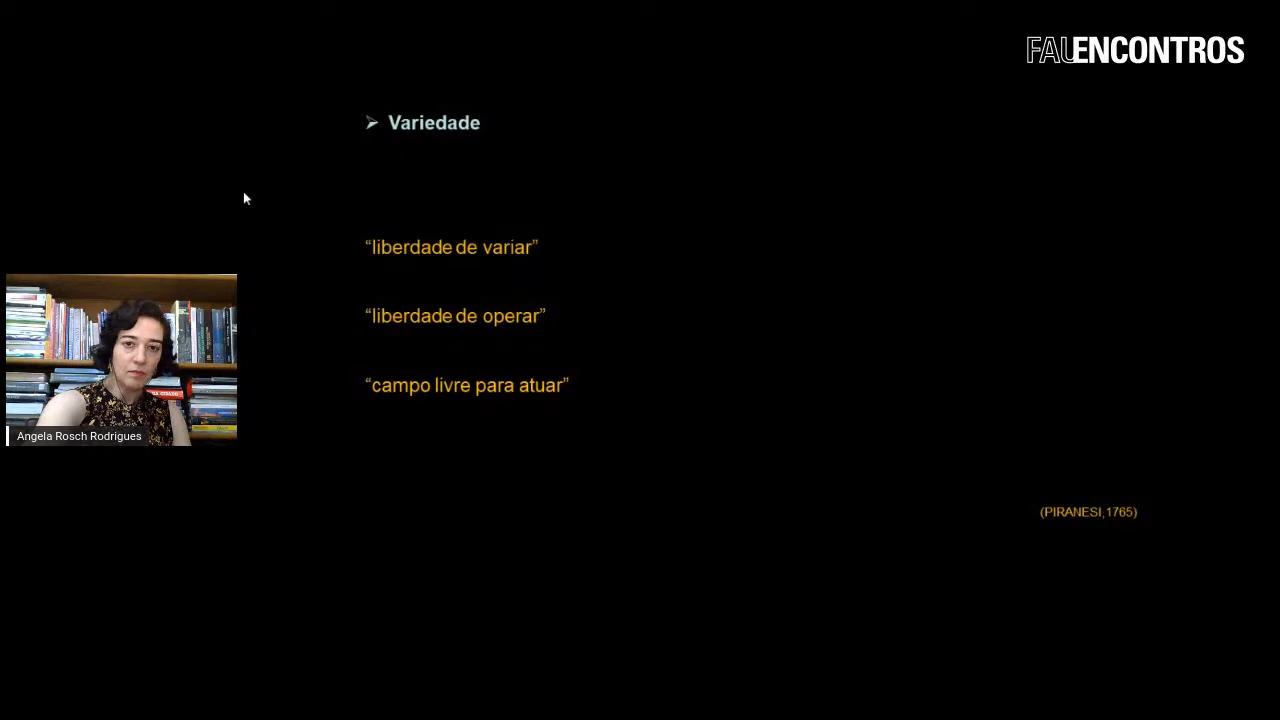 FAUENCONTROS
➢ Variedade
“liberdade de variar”
“liberdade de operar”
“campo livre para atuar”
Angela Rosch Rodrigues
(PIRANESI,1765)